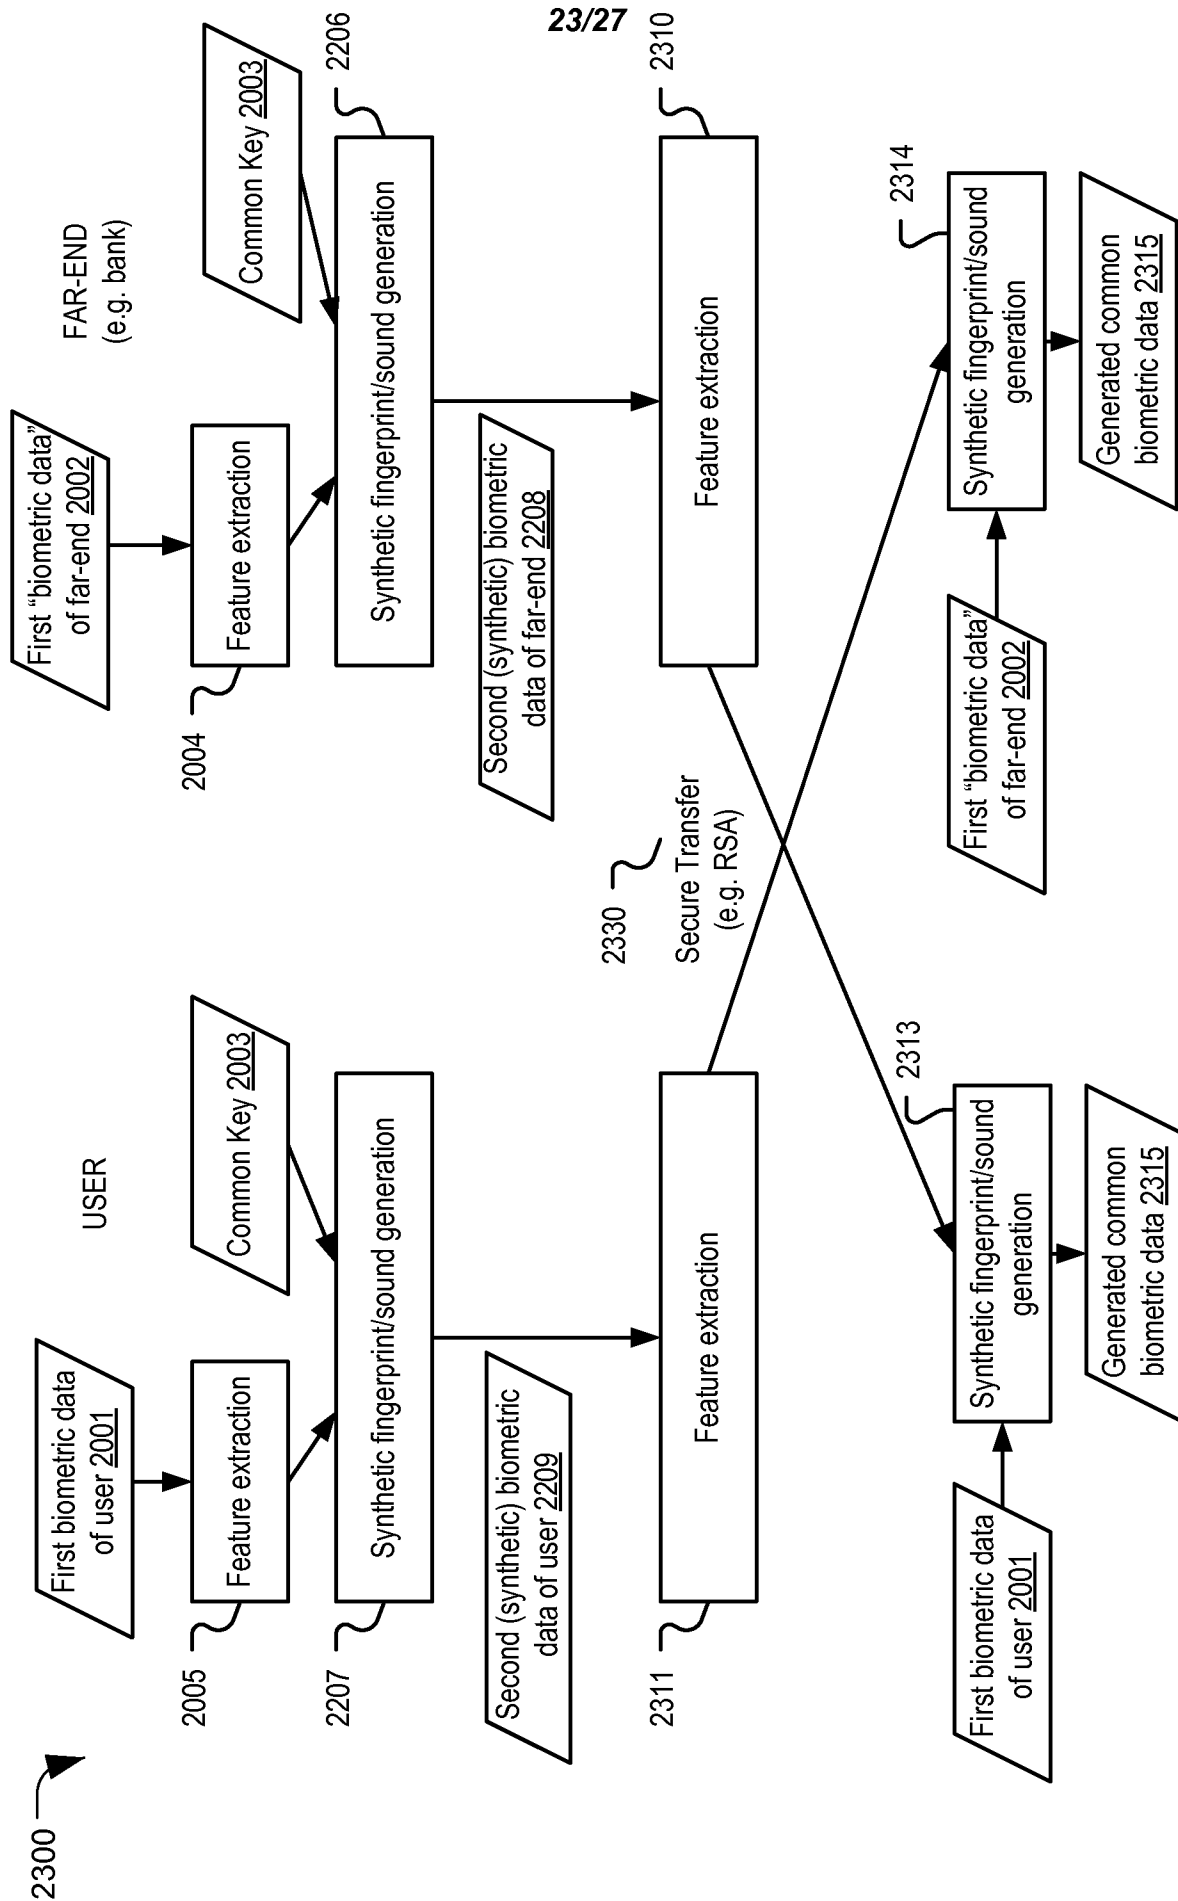 23/27
2300
USER
FAR-END
(e.g. bank)
First biometric data
of user 2001
First “biometric data”
of far-end 2002
2005
Feature extraction
Common Key 2003
2004
Feature extraction
Common Key 2003
2207
Synthetic fingerprint/sound generation
Synthetic fingerprint/sound generation
2206
Second (synthetic) biometric
data of user 2209
Second (synthetic) biometric
data of far-end 2208
2311
Feature extraction
2330
Secure Transfer
(e.g. RSA)
Feature extraction
2310
First biometric data
of user 2001
2313
Synthetic fingerprint/sound
generation
First “biometric data”
of far-end 2002
2314
Synthetic fingerprint/sound
generation
Generated common
biometric data 2315
Generated common
biometric data 2315